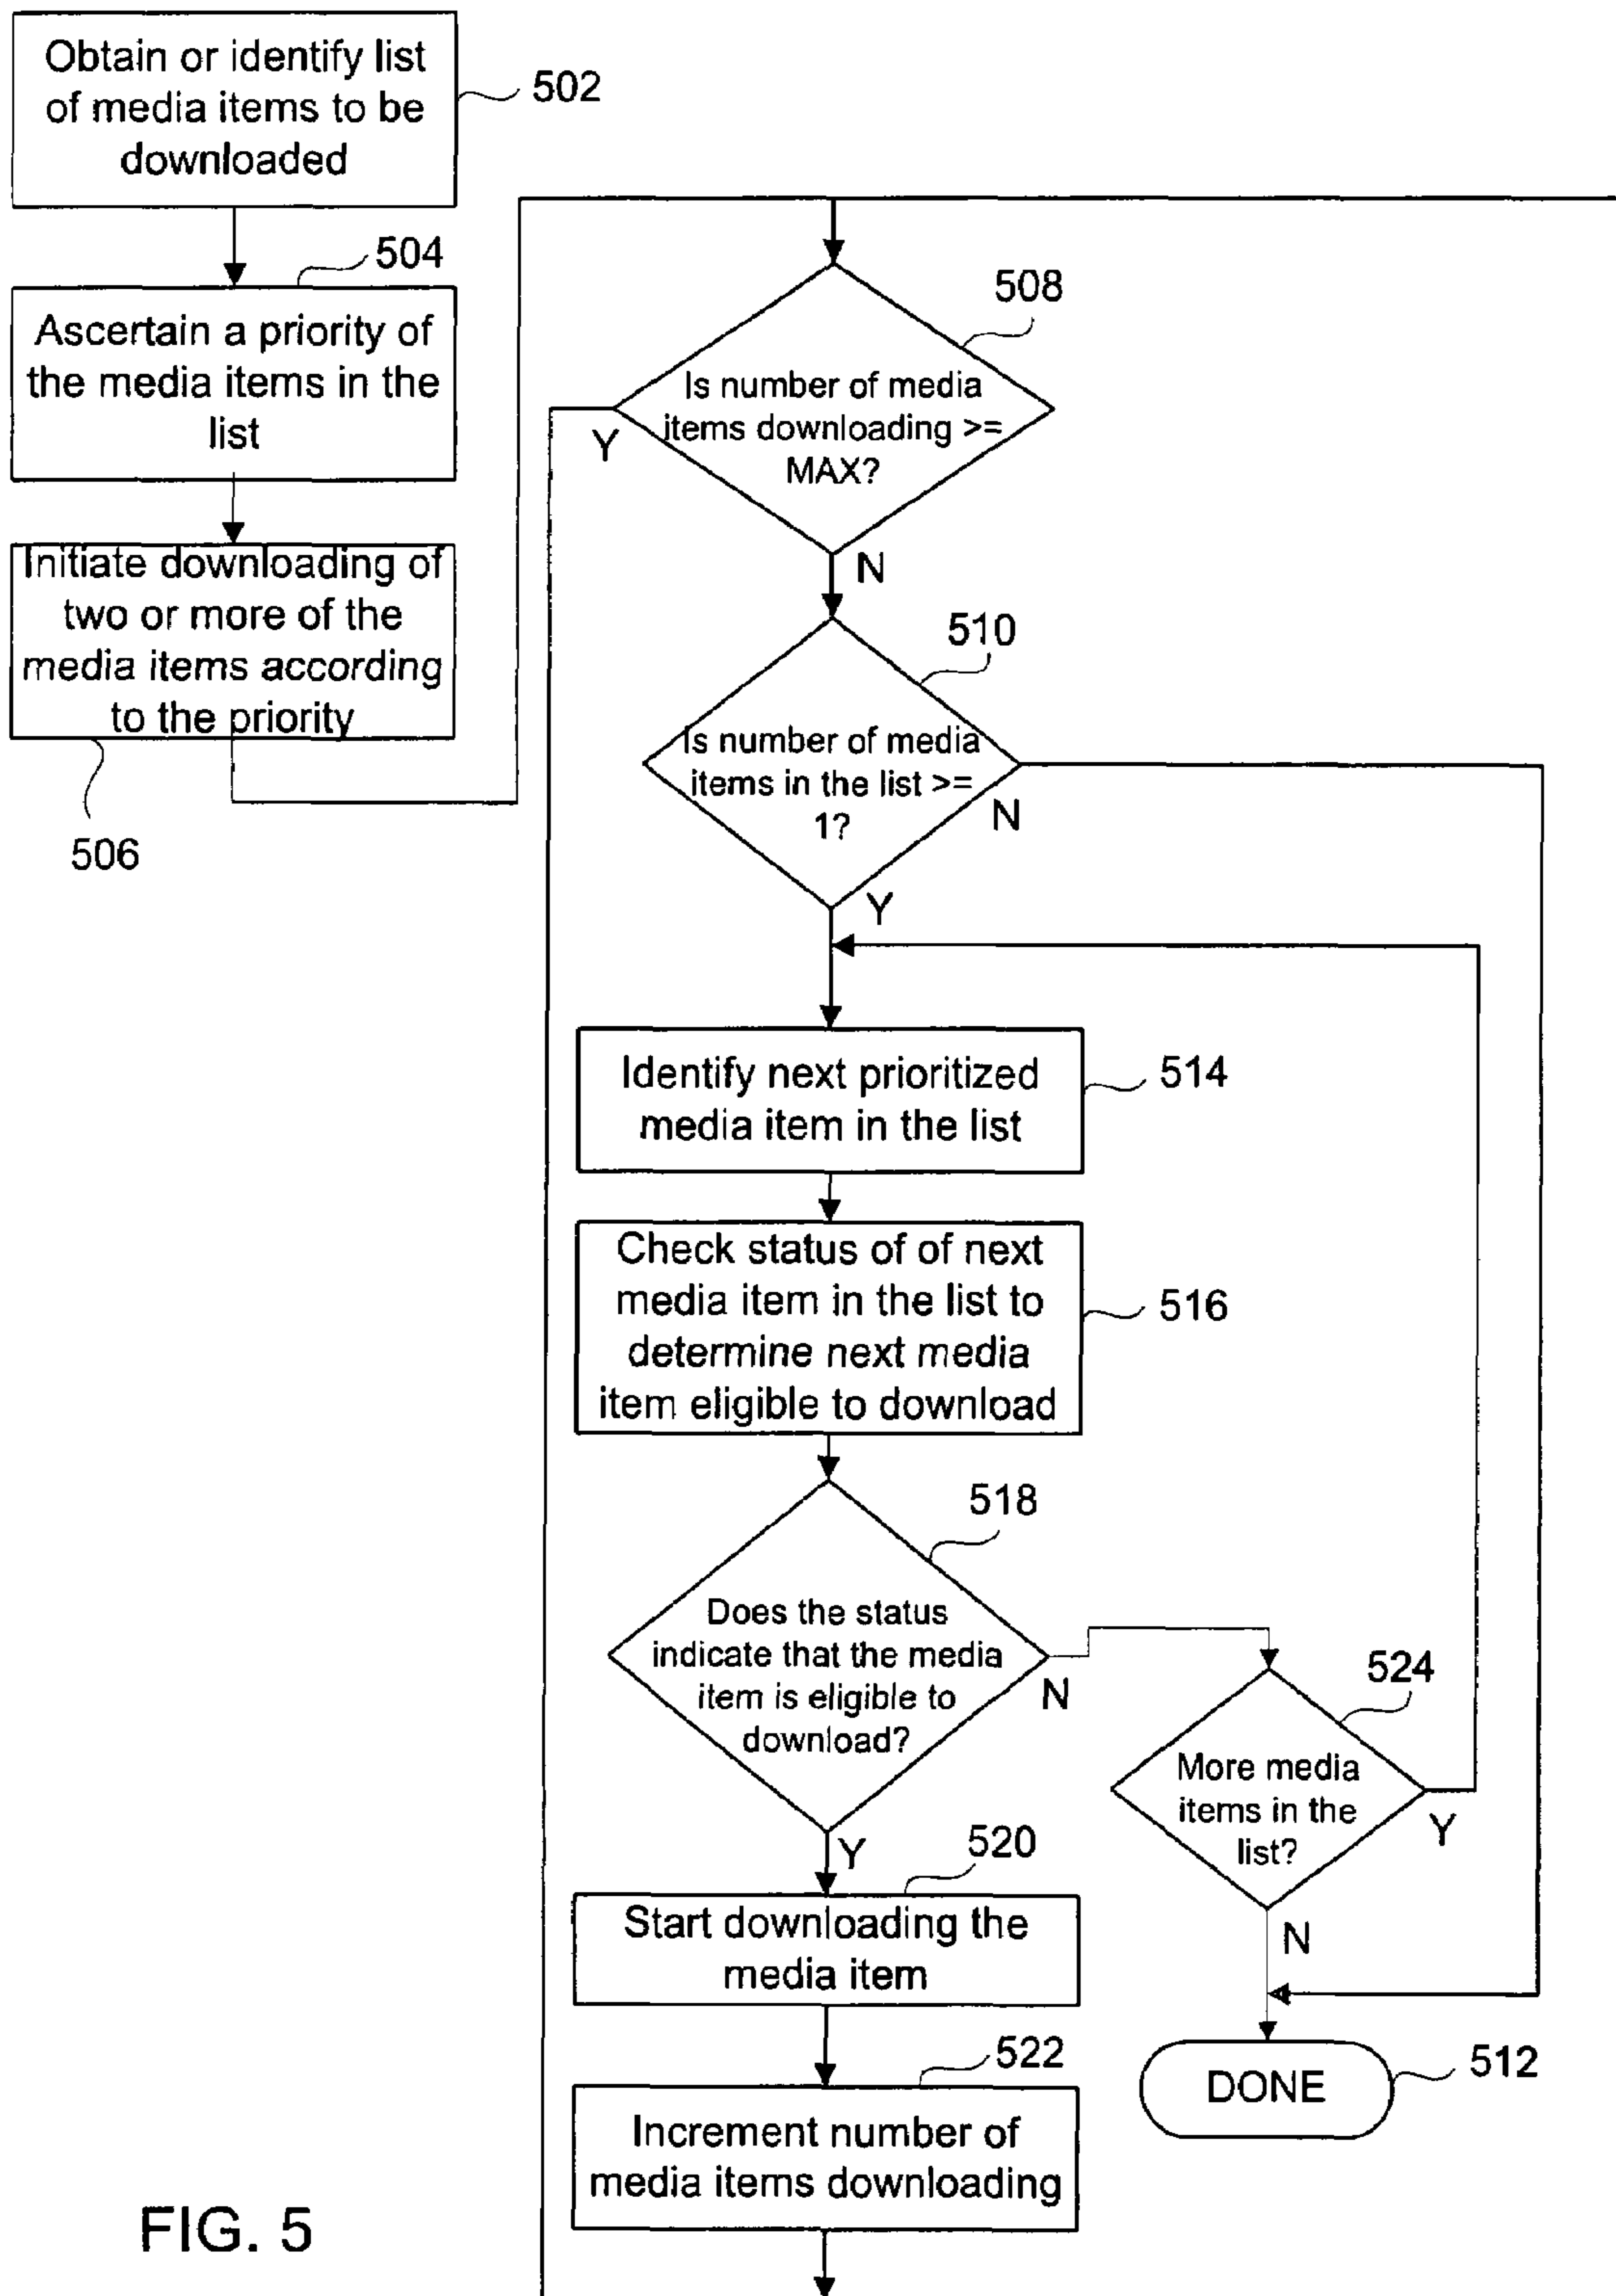 Obtain or identify list
of media items to be
downloaded
502
504
Ascertain a priority of
the media items in the
list
Initiate downloading of
two or more of the
media items according
to the priority
506
508
Is number of media
items downloading >=
MAX?
Y
N
510
Is number of media
items in the list >=
1?
N
Y
Identify next prioritized
media item in the list
514
Check status of of next
media item in the list to
determine next media
item eligible to download
516
518
Does the status
indicate that the media
item is eligible to
download?
N
Y
524
More media
items in the
list?
Y
N
520
Start downloading the
media item
522
Increment number of
media items downloading
DONE
512
FIG. 5